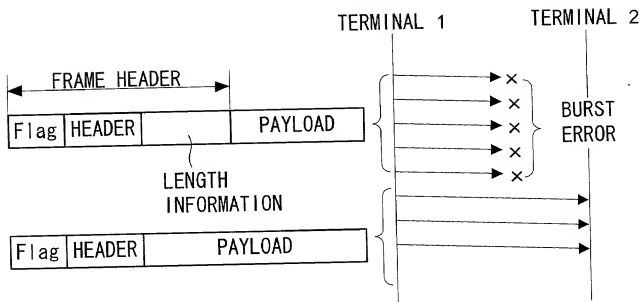 TERMINAL 1
TERMINAL 2
FRAME HEADER
Flag HEADER PAYLOAD
BURST
ERROR
LENGTH
INFORMATION
Flag HEADER PAYLOAD